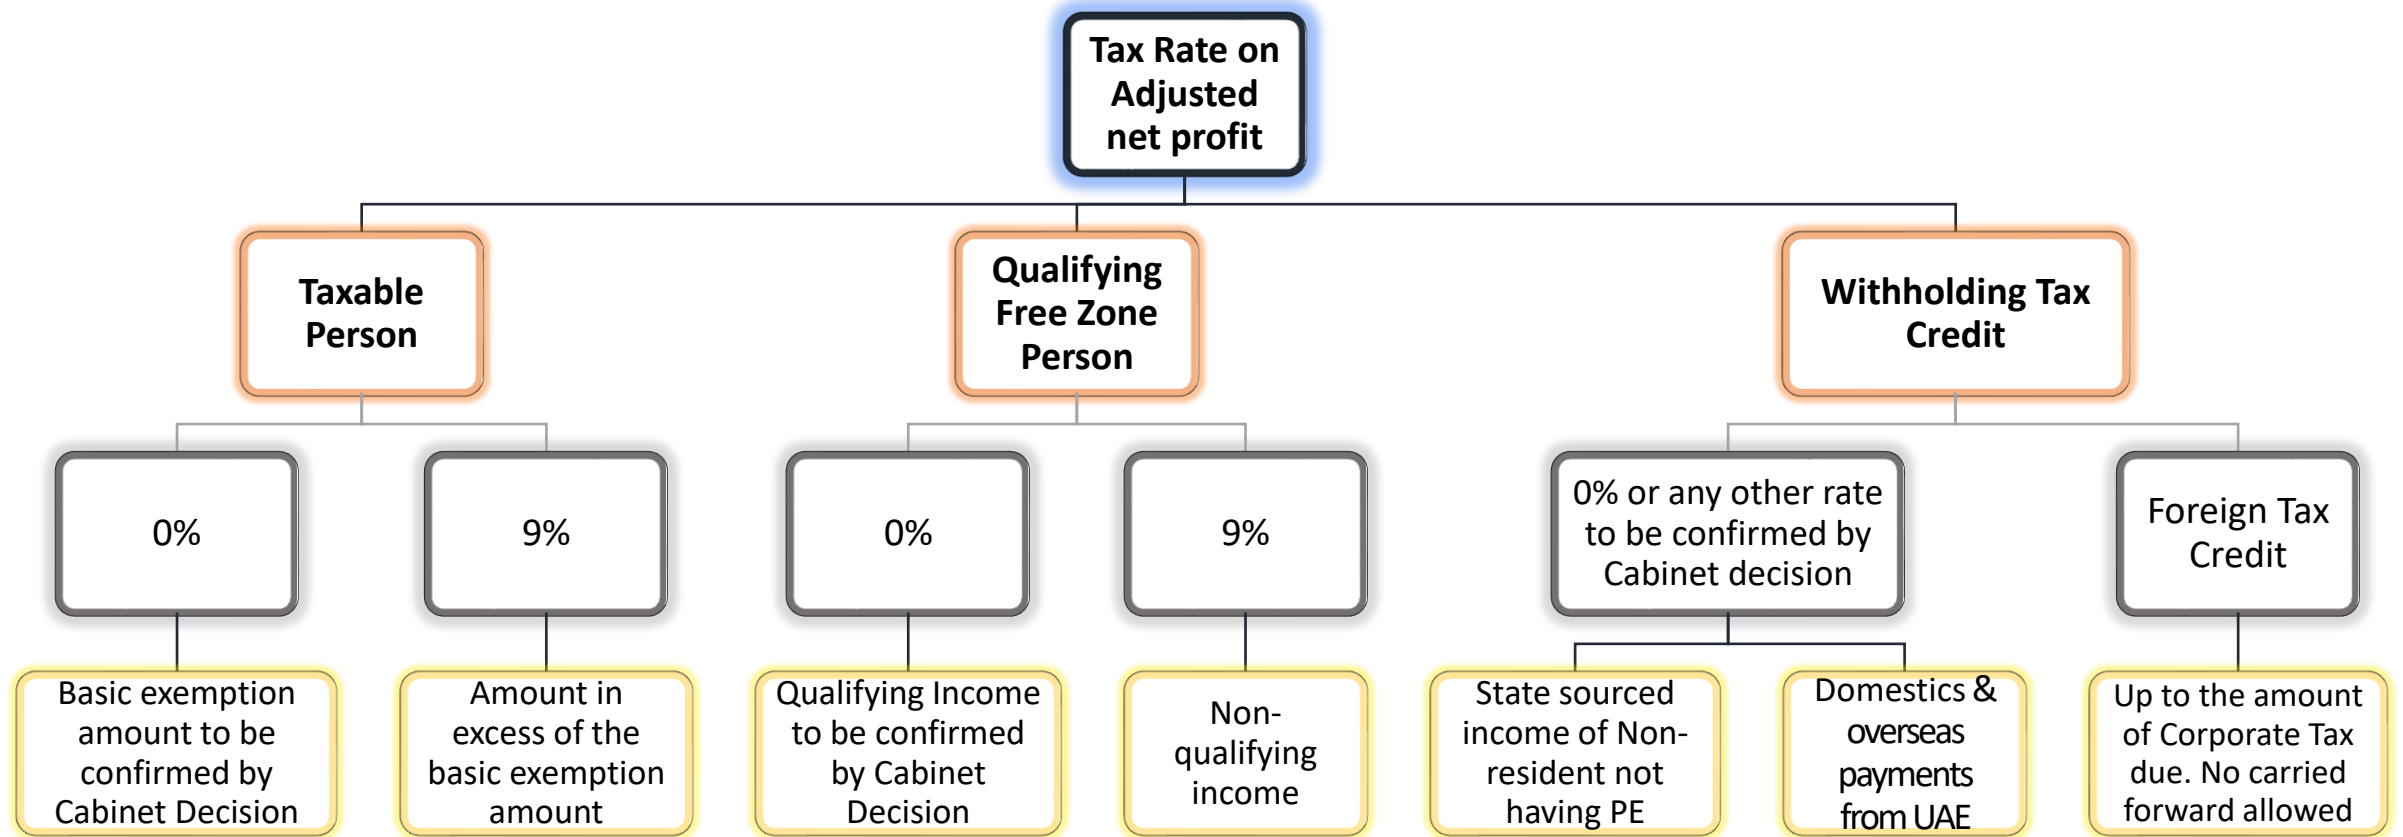 Tax Rate on
Adjusted
net profit
Taxable
Person
Qualifying
Free Zone
Person
Withholding Tax
Credit
0%
9%
0%
9%
0% or any other rate
to be confirmed by
Cabinet decision
Foreign Tax
Credit
Basic exemption
amount to be
confirmed by
Cabinet Decision
Amount in
excess of the
basic exemption
amount
Qualifying Income
to be confirmed
by Cabinet
Decision
Non-
qualifying
income
State sourced
income of Non-
resident not
having PE
Domestics &
overseas
payments
from UAE
Up to the amount
of Corporate Tax
due. No carried
forward allowed